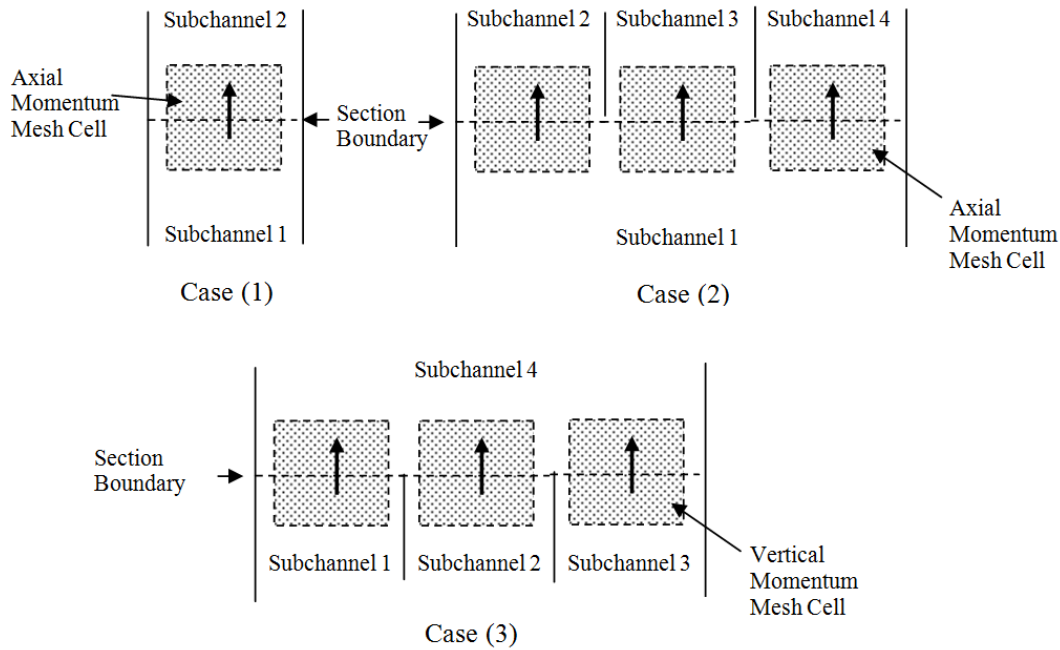 Subchannel 2
Axial
Momentum
Mesh Cell
Section
Boundary
Subchannel 1
Case (1)
Subchannel 2
Subchannel 3
Subchannel 4
Subchannel 1
Axial
Momentum
Mesh Cell
Case (2)
Subchannel 4
Section
Boundary
Subchannel 1
Subchannel 2
Subchannel 3
Vertical
Momentum
Mesh Cell
Case (3)